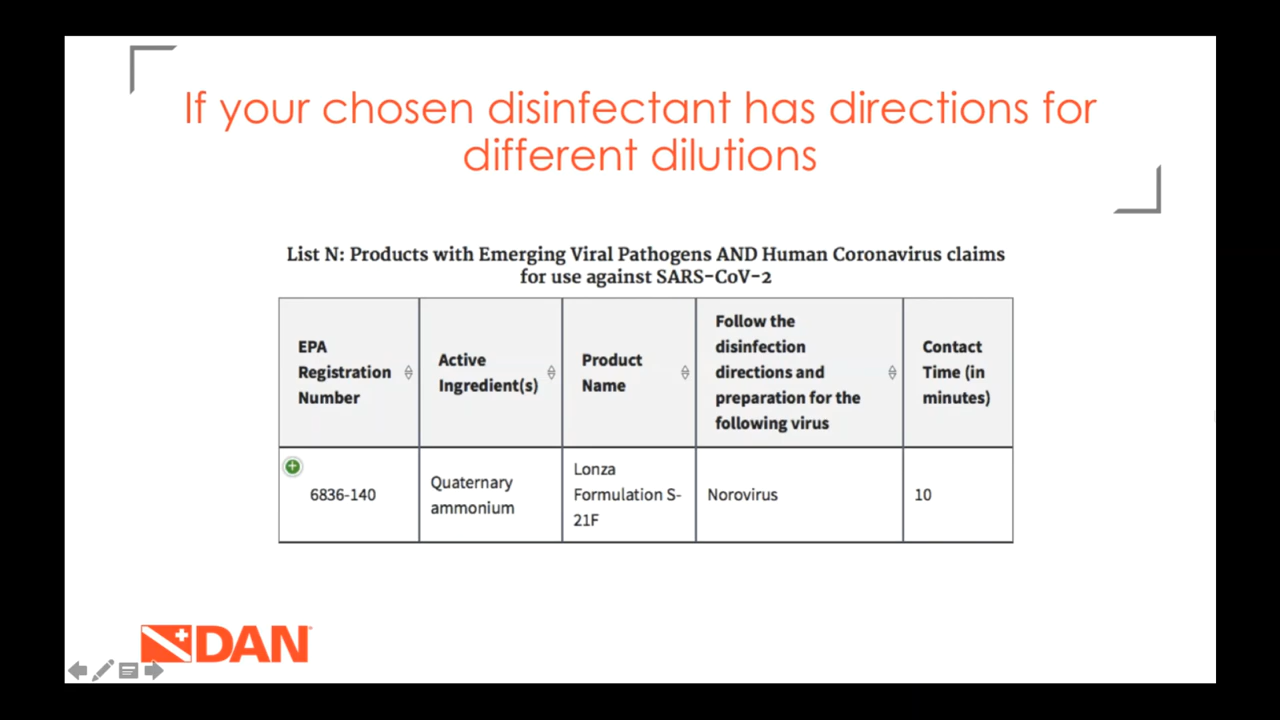 If your chosen disinfectant has directions for
different dilutions
List N: Products with Emerging Viral Pathogens AND Human Coronavirus claims
for use against SARS-CoV-2
EPA
Registration
Number
Active
Ingredient(s)
Product
Name
Follow the
disinfection
directions and
preparation for the
following virus
Contact
Time (in
minutes)
6836-140
Quaternary
ammonium
Lonza
Formulation S-
21F
Norovirus
10
DAN